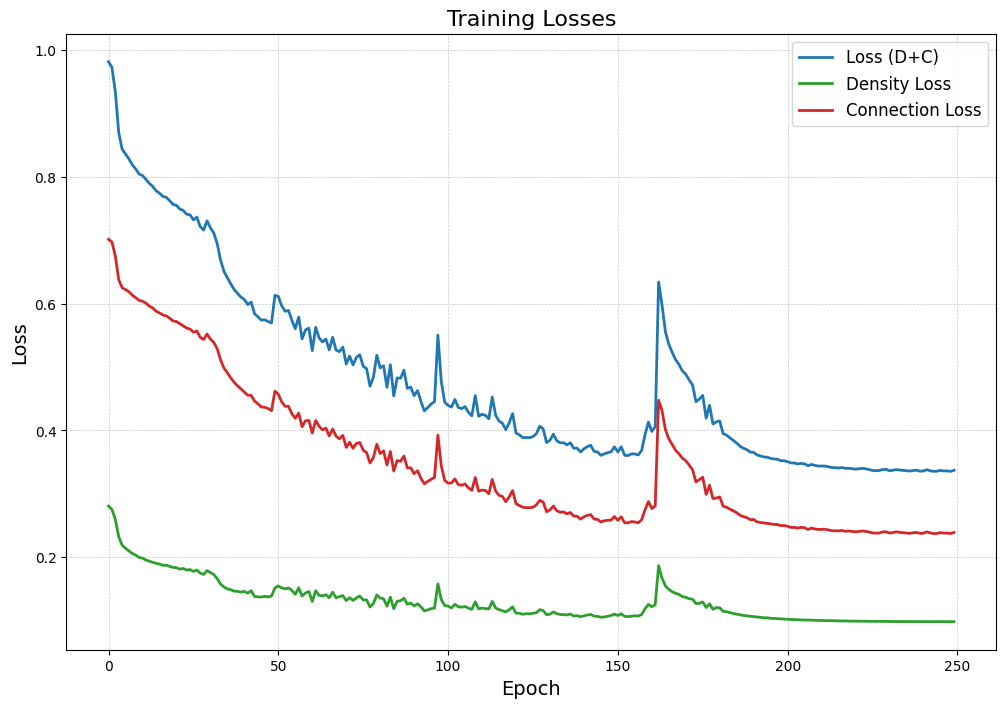 Training Losses
Loss (D+C)
Density Loss
Connection Loss
Loss
1.0
0.8
0.6
0.4
0.2
0 50 100 150 200 250
Epoch